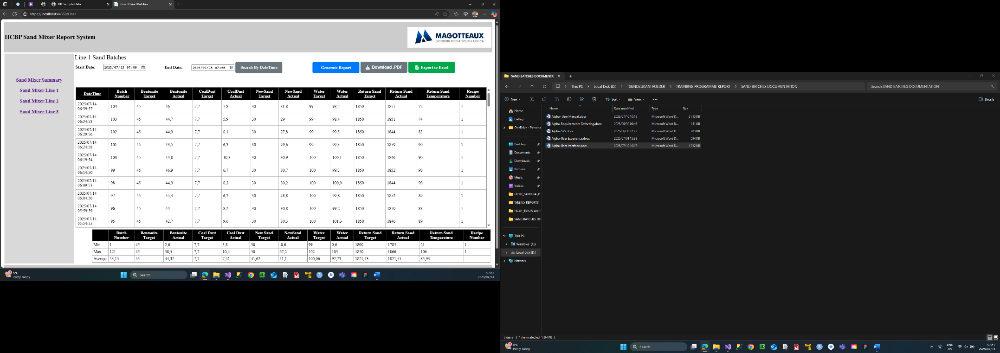 PIT Sample Data
Line 1 Sand Batches
https://localhost:44360/Line1
HCBP Sand Mixer Report System
MAGOTTEAUX
GRINDING MEDIA SOUTH AFRICA
Sand Mixer Summary
Sand Mixer Line 1
Sand Mixer Line 2
Sand Mixer Line 3
Line 1 Sand Batches
Start Date: 2025/07/13 07:00 End Date: 2025/07/15 07:00 Search By DateTime Generate Report Download .PDF Export to Excel
DateTime Batch Number Bentonite Target Bentonite Actual CoalDust Target CoalDust Actual NewSand Target NewSand Actual Water Target Water Actual Return Sand Target Return Sand Actual Return Sand Temperature Recipe Number
2025/07/14 06:39:57 104 45 46 7,7 7,8 30 31,8 99 98,5 1850 1851 72 1
2025/07/14 06:34:53 103 45 44,7 7,7 5,9 30 29 99 98,4 1850 1851 74 1
2025/07/14 06:29:56 102 45 44,9 7,7 8,1 30 27,8 99 99,5 1850 1844 83 1
2025/07/14 06:24:58 101 45 43,5 7,7 6,3 30 29,6 99 99,3 1850 1859 90 1
2025/07/14 06:19:54 100 45 44,8 7,7 10,3 30 30,9 100 100,1 1850 1846 90 1
2025/07/14 06:14:50 99 45 46,9 7,7 6,7 30 30,7 100 99,3 1850 1852 90 1
2025/07/14 06:09:53 98 45 44,9 7,7 8,3 30 30,2 100 100,9 1850 1844 90 1
2025/07/14 06:04:56 97 45 45,4 7,7 6,2 30 28,8 100 99,8 1850 1852 89 1
2025/07/14 05:59:59 96 45 44 7,7 8,2 30 30,8 100 99,2 1850 1850 88 1
2025/07/14 05:54:55 95 45 42,7 7,7 9,6 30 30,3 100 101,3 1850 1846 89 1
Batch Number Bentonite Target Bentonite Actual Coal Dust Target Coal Dust Actual New Sand Target NewSand Actual Water Target Water Actual Return Sand Target Return Sand Actual Return Sand Temperature Recipe Number
Min 1 45 2,6 7,7 3,8 30 -0,6 99 0,6 1800 1785 21 1
Max 121 45 58,5 7,7 10,4 50 67,2 102 103 1850 1866 106 1
Average 53,15 45 44,32 7,7 7,41 41,62 41,1 100,06 97,73 1821,43 1821,55 85,93
5°C
Partly sunny
Search
07:41
2025/07/14
SAND BATCHES DOCUMENTA
This PC > Local Disk (D:) > TSUNDZUKANI FOLDER > TRAINIING PROGRAMME REPORT > SAND BATCHES DOCUMENTATION
Search SAND BATCHES DOCUMENTATION
New Sort View ... Details
Home
Gallery
OneDrive - Persona
Desktop
Documents
Downloads
Pictures
Music
Videos
HCBP_SAND BA
WEEKLY REPORTS
HCBP_15TON Arc F
SAND BATCHES DC
This PC
Windows (C:)
Local Disk (D:)
Network
Name Date modified Type Size
Alpha- User Manual.docx 2025/07/10 10:18 Microsoft Word D... 2 713 KB
Alpha-Requirements Gathering.docx 2025/06/30 09:46 Microsoft Word D... 151 KB
Alpha-SRS.docx 2025/06/30 12:25 Microsoft Word D... 783 KB
Alpha-User Experience.docx 2025/07/01 15:38 Microsoft Word D... 594 KB
Alpha-User Interface.docx 2025/07/10 10:17 Microsoft Word D... 1 912 KB
5 items | 1 item selected 1,86 MB |
5°C
Partly sunny
Search
ENG
US
07:41
2025/07/14